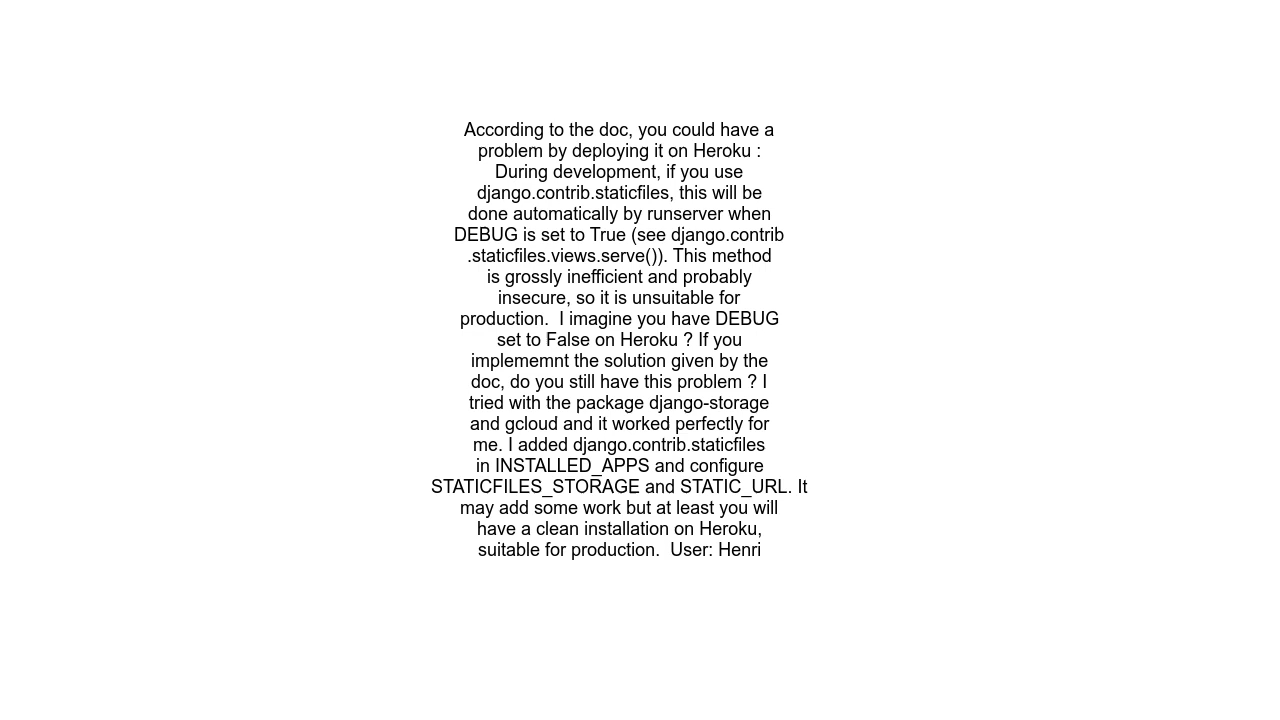 According to the doc, you could have a
problem by deploying it on Heroku :
During development, if you use
django.contrib.staticfiles, this will be
done automatically by runserver when
DEBUG is set to True (see django.contrib
.staticfiles.views.serve()). This method
is grossly inefficient and probably
insecure, so it is unsuitable for
production.  I imagine you have DEBUG
set to False on Heroku ? If you
implememnt the solution given by the
doc, do you still have this problem ? I
tried with the package django-storage
and gcloud and it worked perfectly for
me. I added django.contrib.staticfiles
in INSTALLED_APPS and configure
STATICFILES_STORAGE and STATIC_URL. It
may add some work but at least you will
have a clean installation on Heroku,
suitable for production.  User: Henri